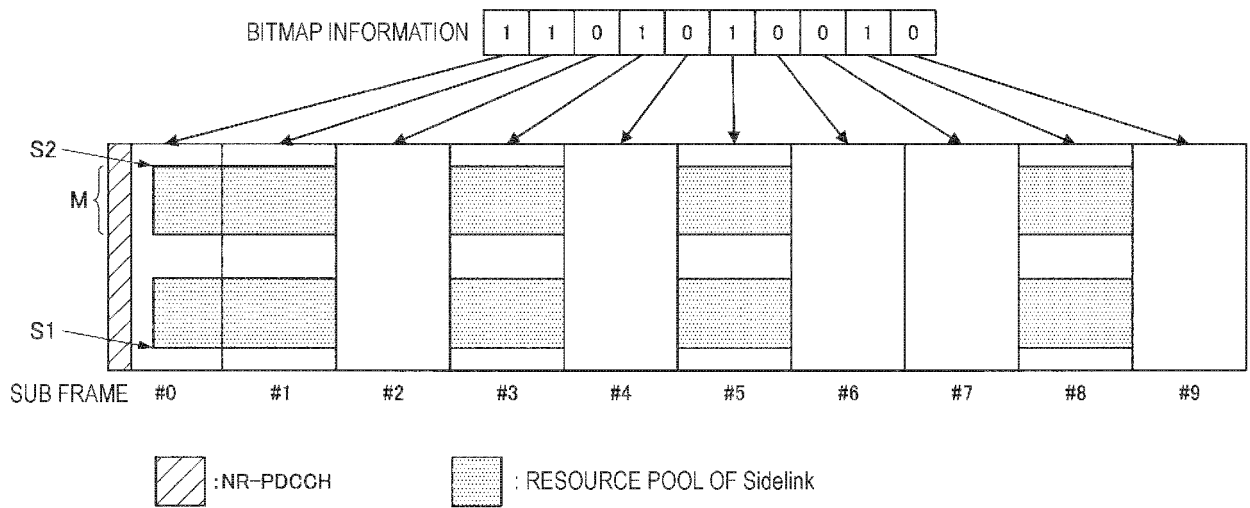 BITMAP INFORMATION 1 1 0 1 0 1 0 0 1 0
S2
M
S1
SUB FRAME #0 #1 #2 #3 #4 #5 #6 #7 #8 #9
:NR-PDCCH : RESOURCE POOL OF Sidelink